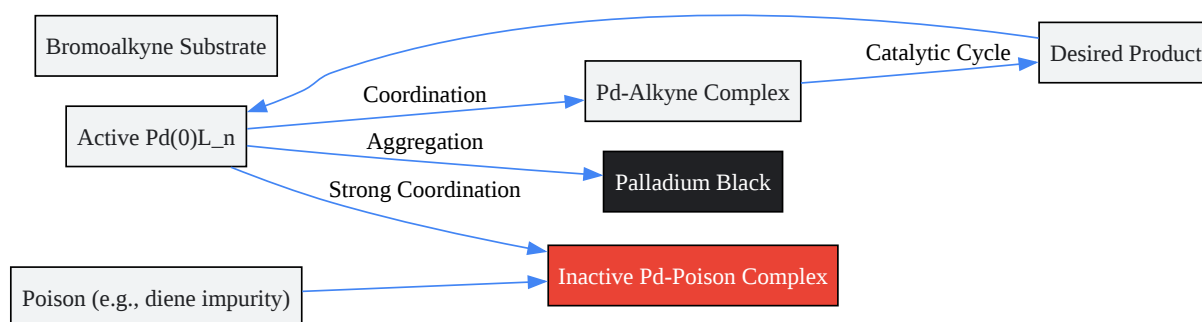 Bromoalkyne Substrate
Desired Product
Catalytic Cycle
Pd-Alkyne Complex
Coordination
Active Pd(0)L_n
Aggregation
Palladium Black
Strong Coordination
Inactive Pd-Poison Complex
Poison (e.g., diene impurity)